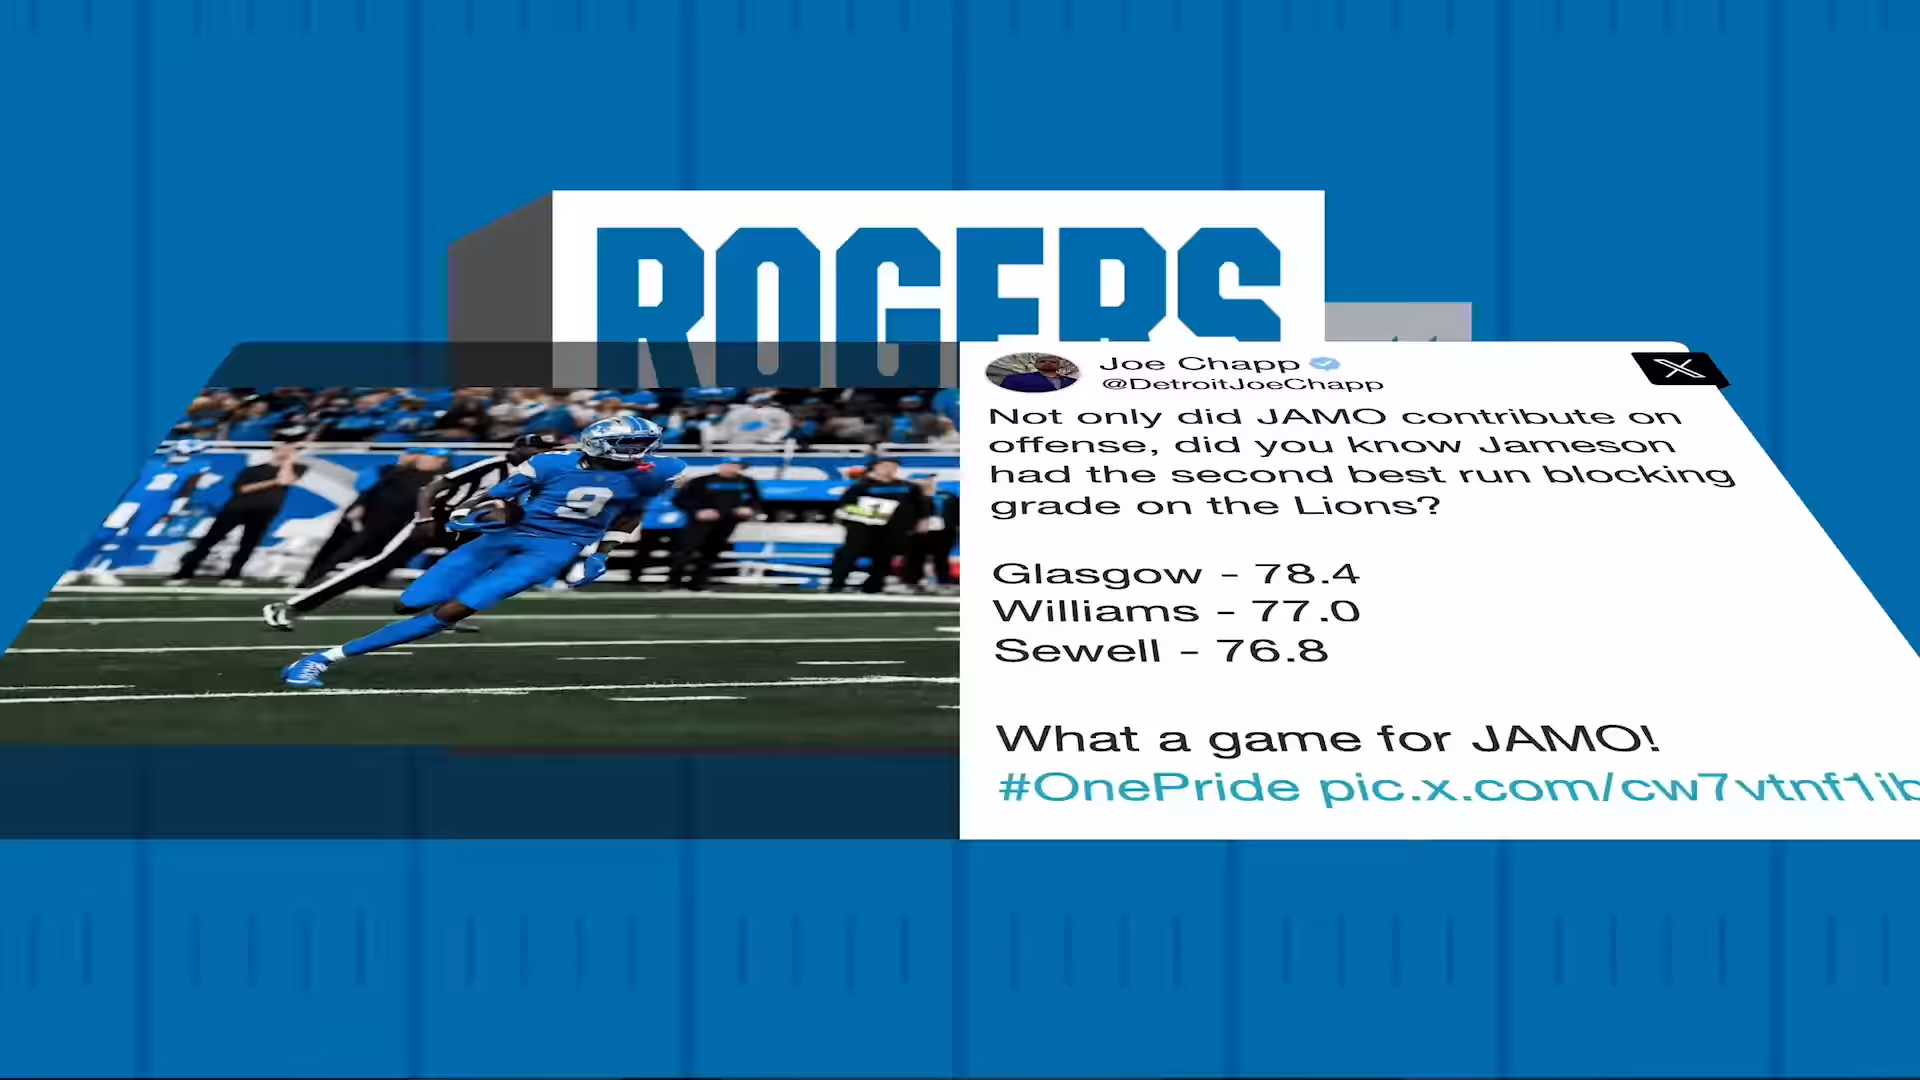 ROGERS
Joe Chapp
@DetroitJoeChapp
Not only did JAMO contribute on
offense, did you know Jameson
had the second best run blocking
grade on the Lions?
Glasgow - 78.4
Williams - 77.0
Sewell - 76.8
What a game for JAMO!
#OnePride pic.x.com/cw7vtnf1ib
9